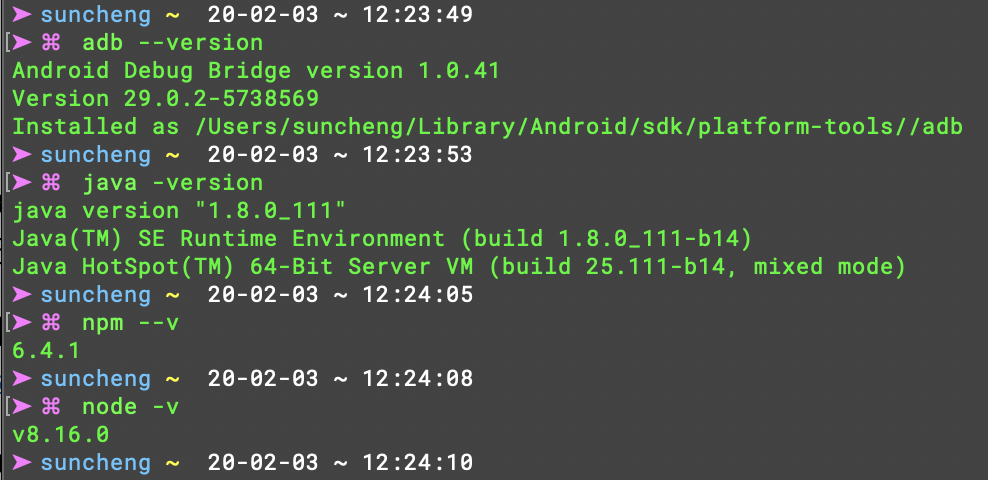 ➤ suncheng ~  20-02-03 ~ 12:23:49
[➤ ⌘  adb --version
Android Debug Bridge version 1.0.41
Version 29.0.2-5738569
Installed as /Users/suncheng/Library/Android/sdk/platform-tools//adb
➤ suncheng ~  20-02-03 ~ 12:23:53
[➤ ⌘  java -version
java version "1.8.0_111"
Java(TM) SE Runtime Environment (build 1.8.0_111-b14)
Java HotSpot(TM) 64-Bit Server VM (build 25.111-b14, mixed mode)
➤ suncheng ~  20-02-03 ~ 12:24:05
[➤ ⌘  npm --v
6.4.1
➤ suncheng ~  20-02-03 ~ 12:24:08
[➤ ⌘  node -v
v8.16.0
➤ suncheng ~  20-02-03 ~ 12:24:10